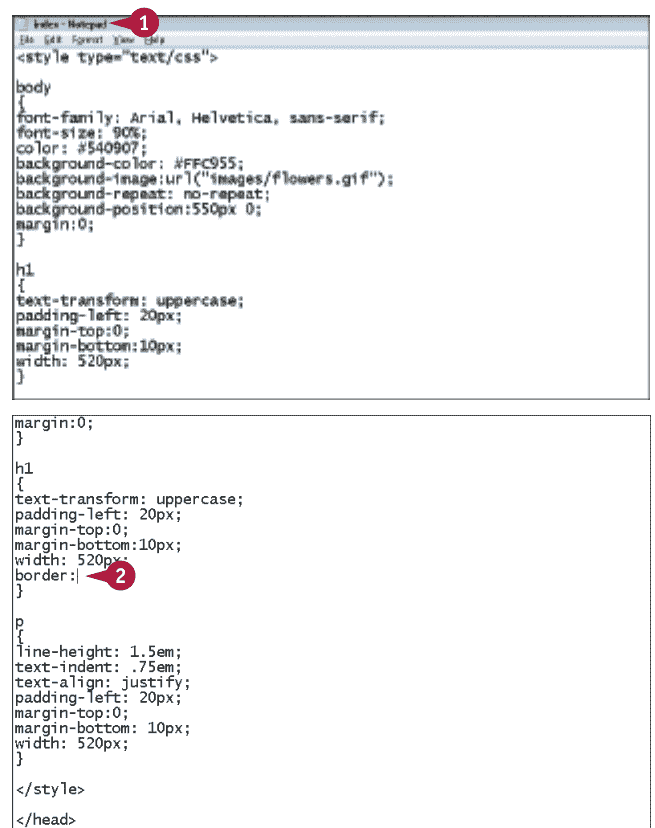 index - Notepad
1
File Edit Format View Help
<style type="text/css">
body
{
font-family: Arial, Helvetica, sans-serif;
font-size: 90%;
color: #540907;
background-color: #FFC955;
background-image:url("images/flowers.gif");
background-repeat: no-repeat;
background-position:550px 0;
margin:0;
}
h1
{
text-transform: uppercase;
padding-left: 20px;
margin-top:0;
margin-bottom:10px;
width: 520px;
}
margin:0;
}
h1
{
text-transform: uppercase;
padding-left: 20px;
margin-top:0;
margin-bottom:10px;
width: 520px;
border:
2
}
p
{
line-height: 1.5em;
text-indent: .75em;
text-align: justify;
padding-left: 20px;
margin-top:0;
margin-bottom: 10px;
width: 520px;
}
</style>
</head>